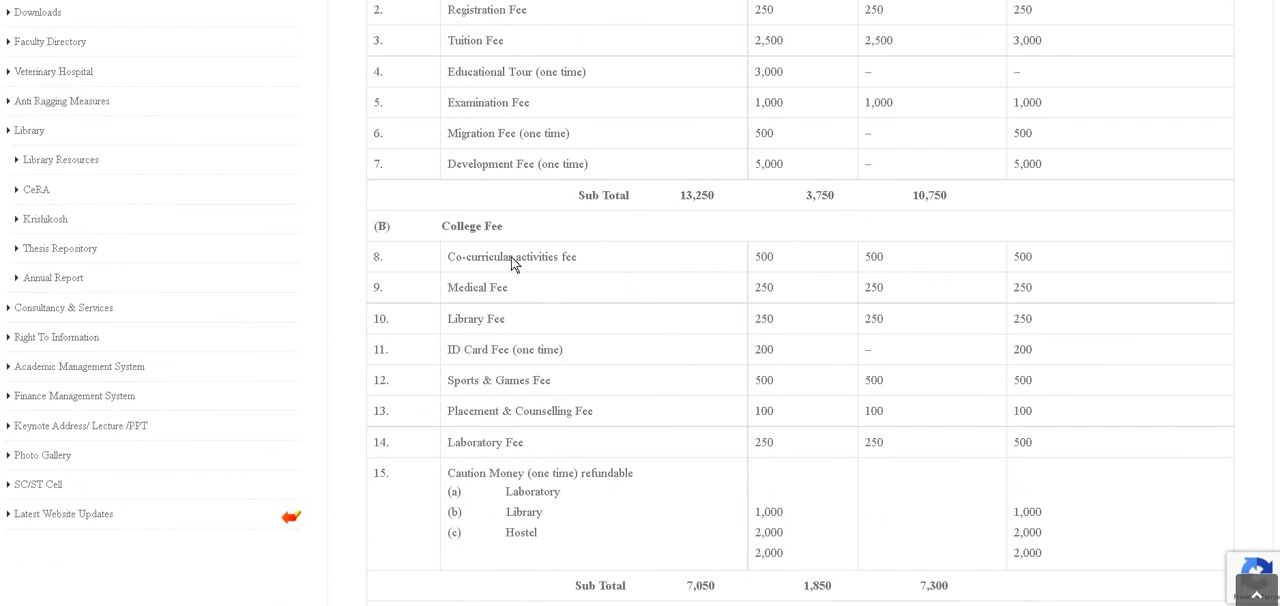 Downloads
Faculty Directory
Veterinary Hospital
Anti Ragging Measures
Library
Library Resources
CeRA
Krishikosh
Thesis Repository
Annual Report
Consultancy & Services
Right To Information
Academic Management System
Finance Management System
Keynote Address/ Lecture /PPT
Photo Gallery
SC/ST Cell
Latest Website Updates
2. Registration Fee 250 250 250
3. Tuition Fee 2,500 2,500 3,000
4. Educational Tour (one time) 3,000 – –
5. Examination Fee 1,000 1,000 1,000
6. Migration Fee (one time) 500 – 500
7. Development Fee (one time) 5,000 – 5,000
Sub Total 13,250 3,750 10,750
(B) College Fee
8. Co-curricular activities fee 500 500 500
9. Medical Fee 250 250 250
10. Library Fee 250 250 250
11. ID Card Fee (one time) 200 – 200
12. Sports & Games Fee 500 500 500
13. Placement & Counselling Fee 100 100 100
14. Laboratory Fee 250 250 500
15. Caution Money (one time) refundable
(a) Laboratory
(b) Library 1,000 1,000
(c) Hostel 2,000 2,000
2,000 2,000
Sub Total 7,050 1,850 7,300